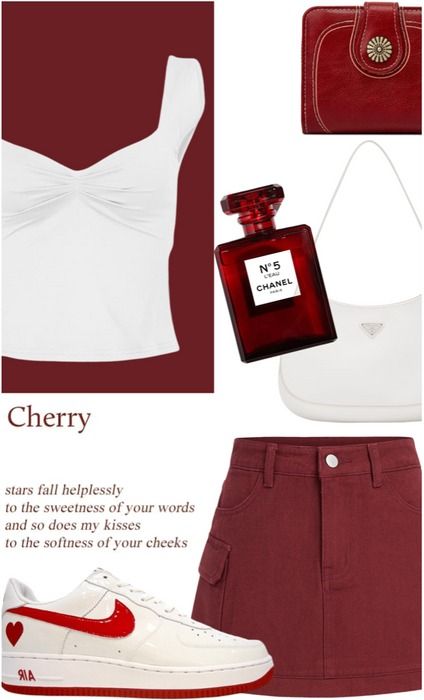 N°5
L'EAU
CHANEL
PARIS
Cherry
stars fall helplessly
to the sweetness of your words
and so does my kisses
to the softness of your cheeks
AIR